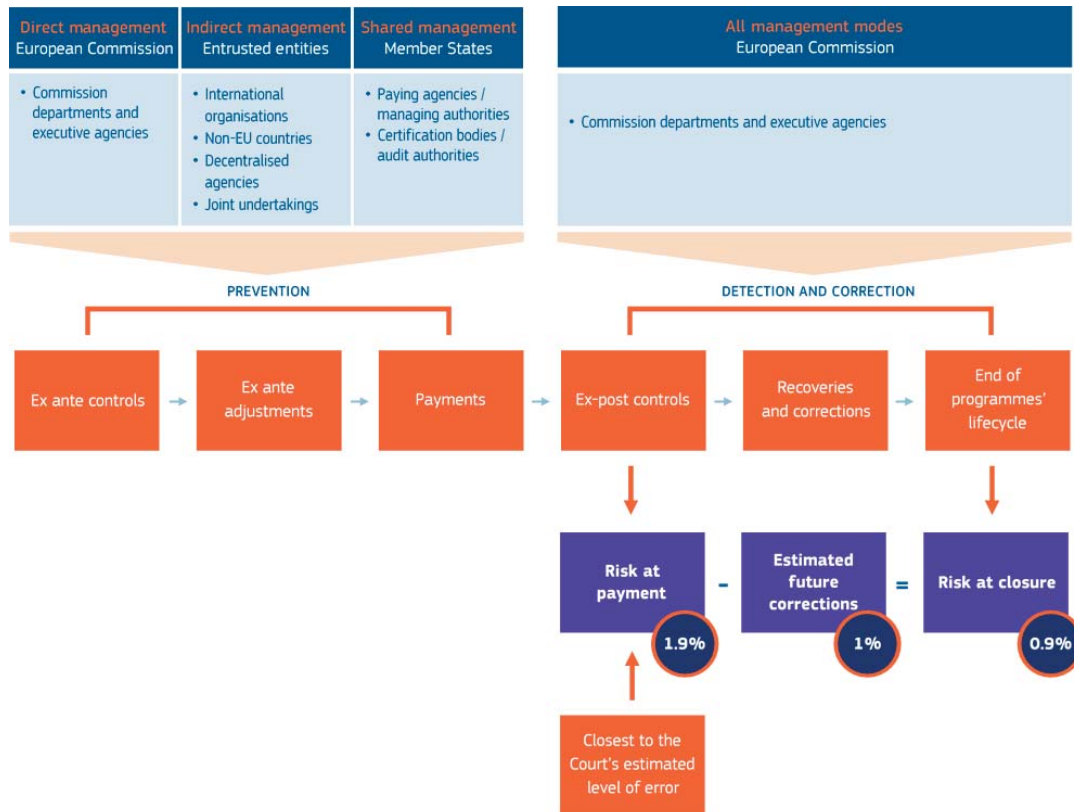 Direct management
European Commission
Indirect management
Entrusted entities
Shared management
Member States
All management modes
European Commission
• Commission
departments and
executive agencies
• International
organisations
• Non-EU countries
• Decentralised
agencies
• Joint undertakings
• Paying agencies /
managing authorities
• Certification bodies /
audit authorities
• Commission departments and executive agencies
PREVENTION
DETECTION AND CORRECTION
Ex ante controls
Ex ante
adjustments
Payments
Ex-post controls
Recoveries
and corrections
End of
programmes'
lifecycle
Risk at
payment
1.9%
-
Estimated
future
corrections
1%
=
Risk at closure
0.9%
Closest to the
Court's estimated
level of error